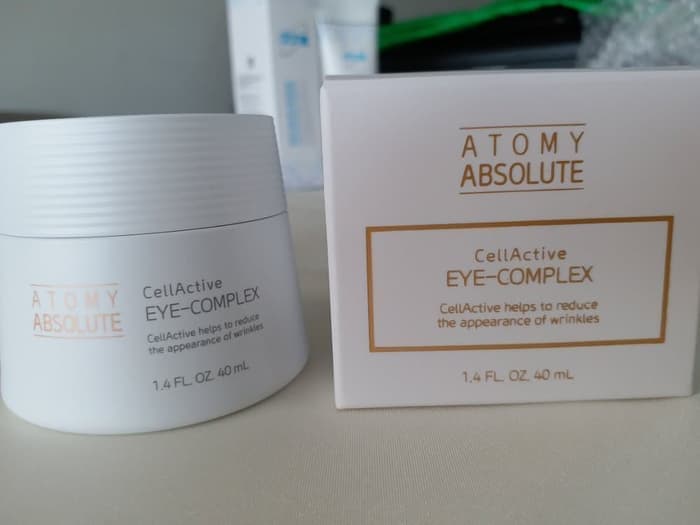 ATOMY
ABSOLUTE
CellActive
EYE-COMPLEX
CellActive helps to reduce
the appearance of wrinkles
1.4 FL. OZ. 40 mL
ATOMY
ABSOLUTE
CellActive
EYE-COMPLEX
CellActive helps to reduce
the appearance of wrinkles
1.4 FL. OZ. 40 mL